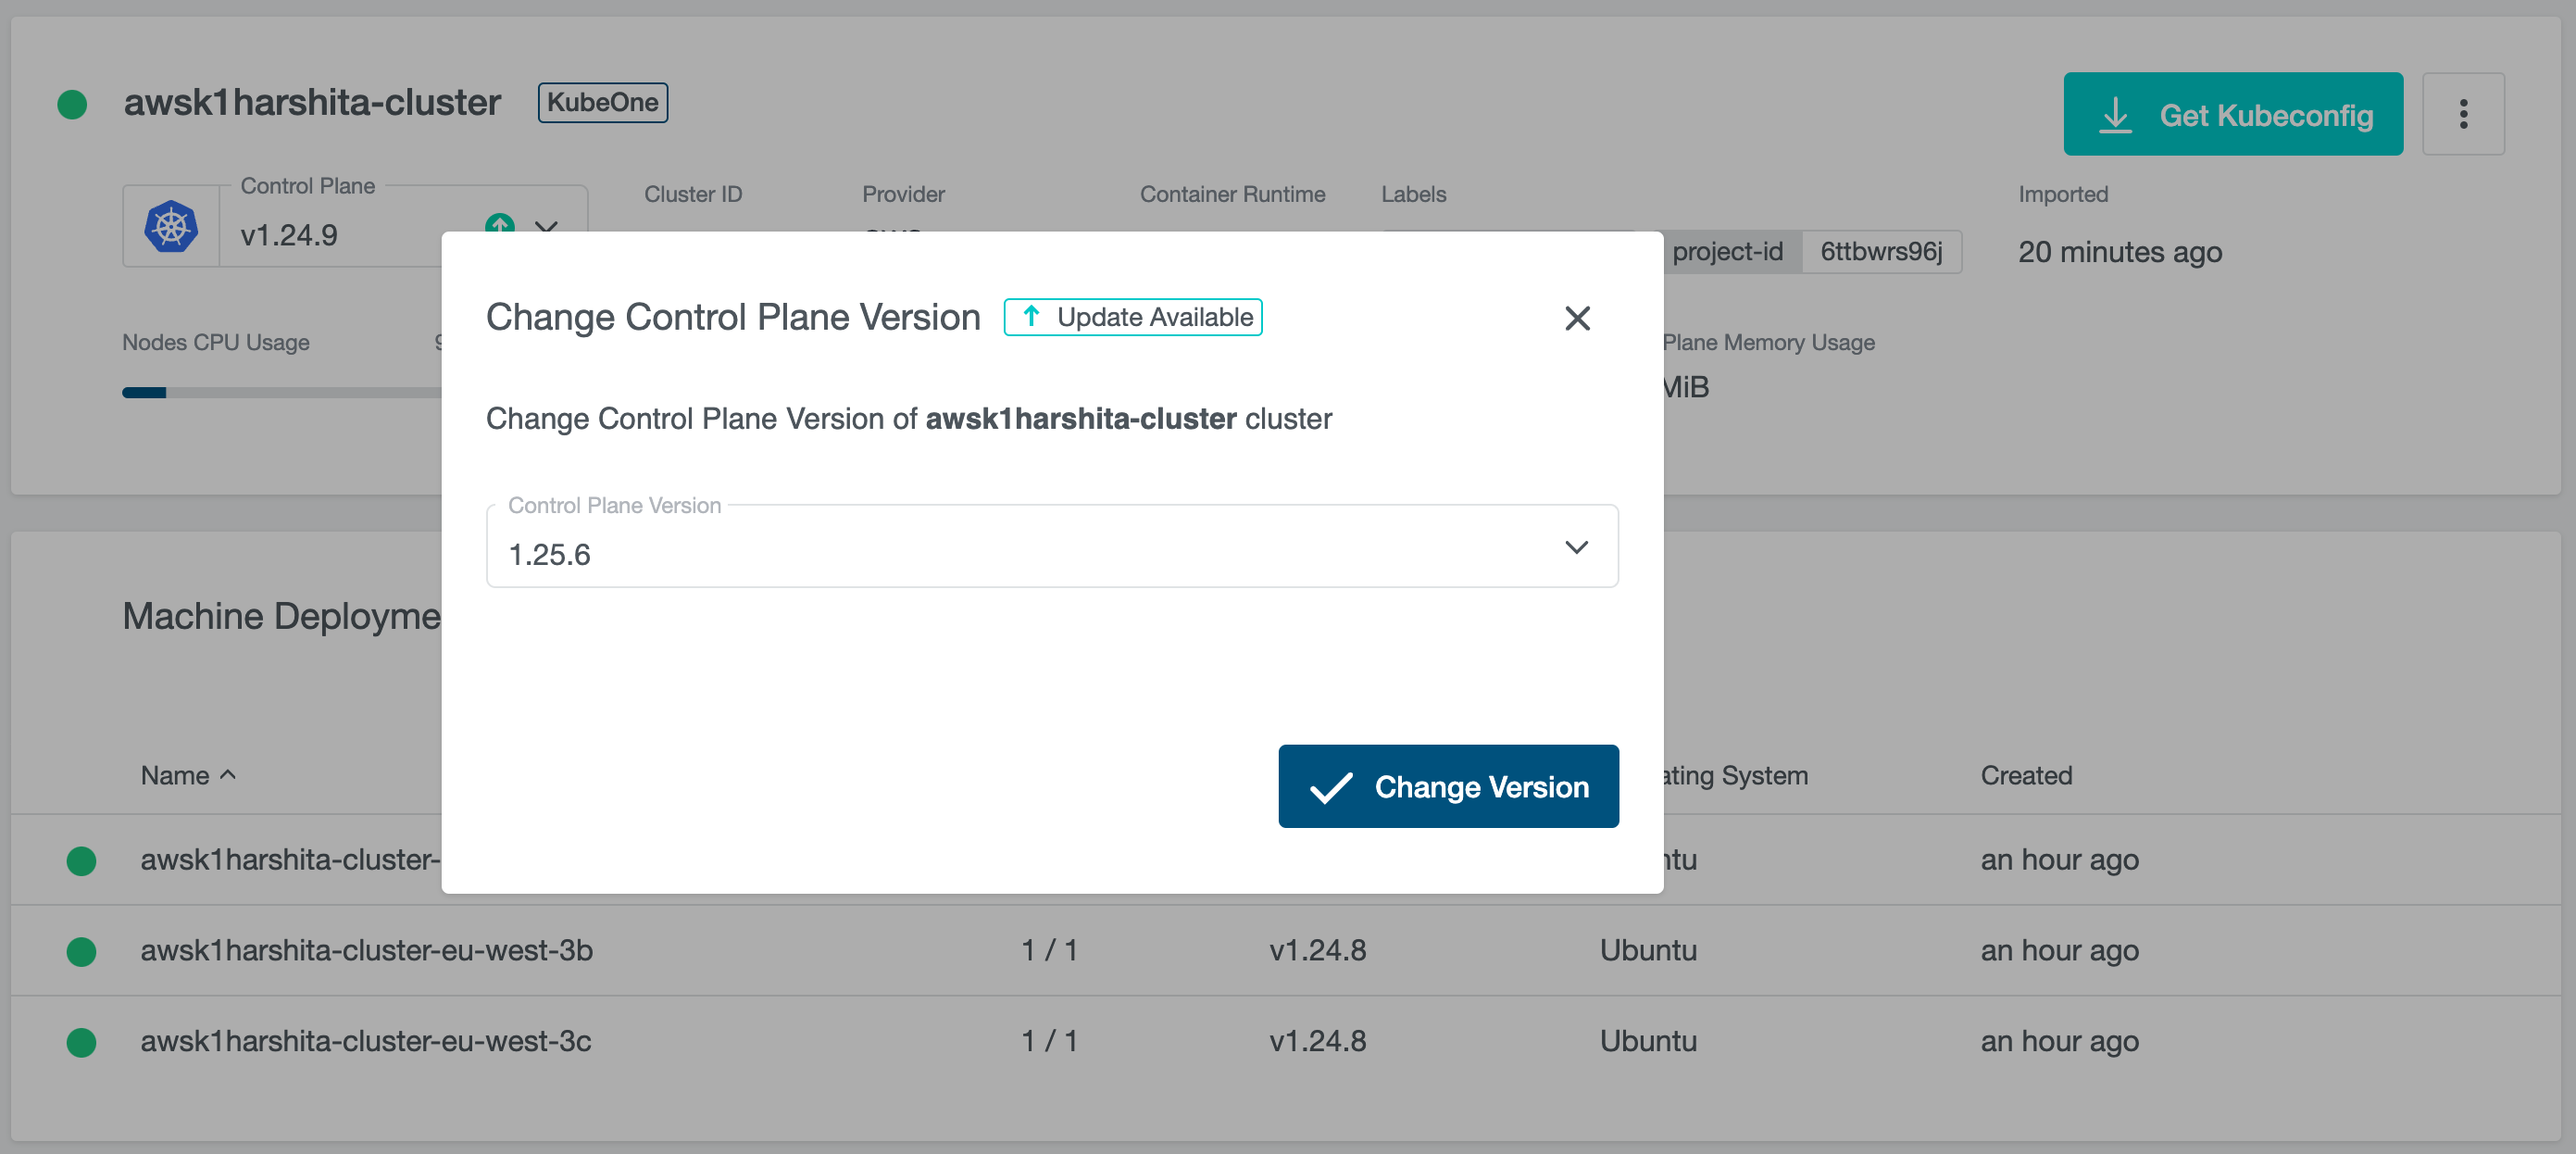 awsk1harshita-cluster KubeOne Get Kubeconfig
Control Plane Cluster ID Provider Container Runtime Labels Imported
v1.24.9 project-id 6ttbwrs96j 20 minutes ago
Change Control Plane Version Update Available
Nodes CPU Usage Plane Memory Usage
MiB
Change Control Plane Version of awsk1harshita-cluster cluster
Control Plane Version
1.25.6
Machine Deployme
Name ating System Created
Change Version
awsk1harshita-cluster- ntu an hour ago
awsk1harshita-cluster-eu-west-3b 1 / 1 v1.24.8 Ubuntu an hour ago
awsk1harshita-cluster-eu-west-3c 1 / 1 v1.24.8 Ubuntu an hour ago